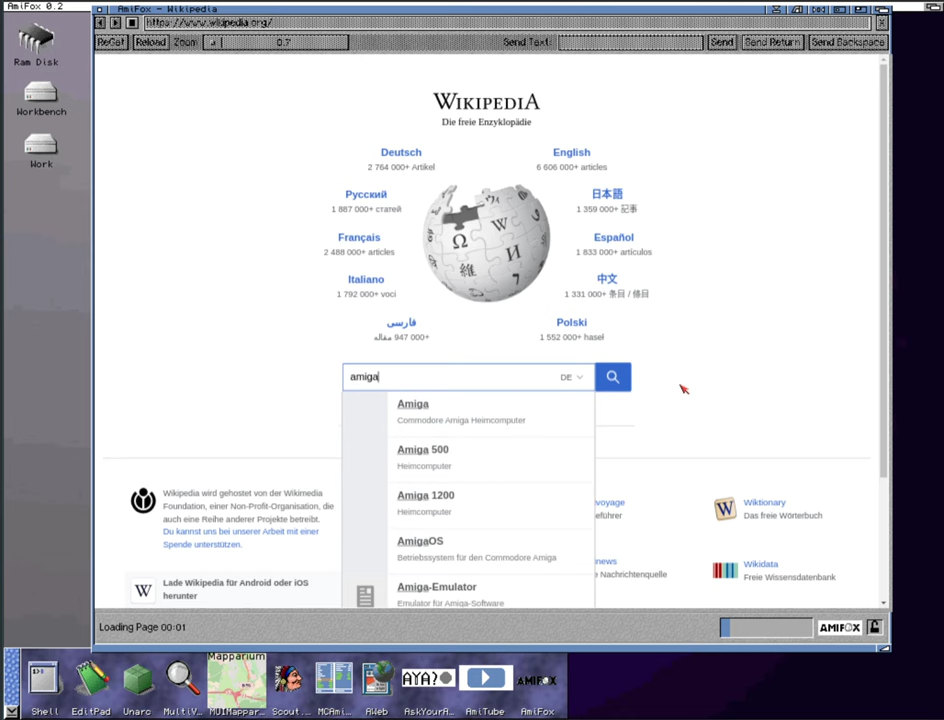 AmiFox 0.2
AmiFox - Wikipedia
https://www.wikipedia.org/
ReGet
Reload
Zoom:
0.7
Send Text:
Send
Send Return
Send Backspace
Ram Disk
Workbench
Work
WIKIPEDIA
Die freie Enzyklopädie
Deutsch
2 764 000+ Artikel
English
6 606 000+ articles
Русский
1 887 000+ статей
日本語
1 359 000+ 記事
Français
2 488 000+ articles
Español
1 833 000+ artículos
Italiano
1 792 000+ voci
中文
1 331 000+ 条目 / 條目
فارسی
947 000+ مقاله
Polski
1 552 000+ haseł
amiga
DE
Amiga
Commodore Amiga Heimcomputer
Amiga 500
Heimcomputer
Amiga 1200
Heimcomputer
AmigaOS
Betriebssystem für den Commodore Amiga
Amiga-Emulator
Emulator für Amiga-Software
Wikipedia wird gehostet von der Wikimedia
Foundation, einer Non-Profit-Organisation, die
auch eine Reihe anderer Projekte betreibt.
Du kannst uns bei unserer Arbeit mit einer
Spende unterstützen.
Lade Wikipedia für Android oder iOS
herunter
voyage
eführer
news
e Nachrichtenquelle
Wiktionary
Das freie Wörterbuch
Wikidata
Freie Wissensdatenbank
Loading Page 00:01
AMIFOX
Mapparium
AYA?
AMIFOX
Shell
EditPad
Unarc
MultiV...
MUIMappar...
Scout...
MCAmi...
AWeb
AskYourA...
AmiTube
AmiFox